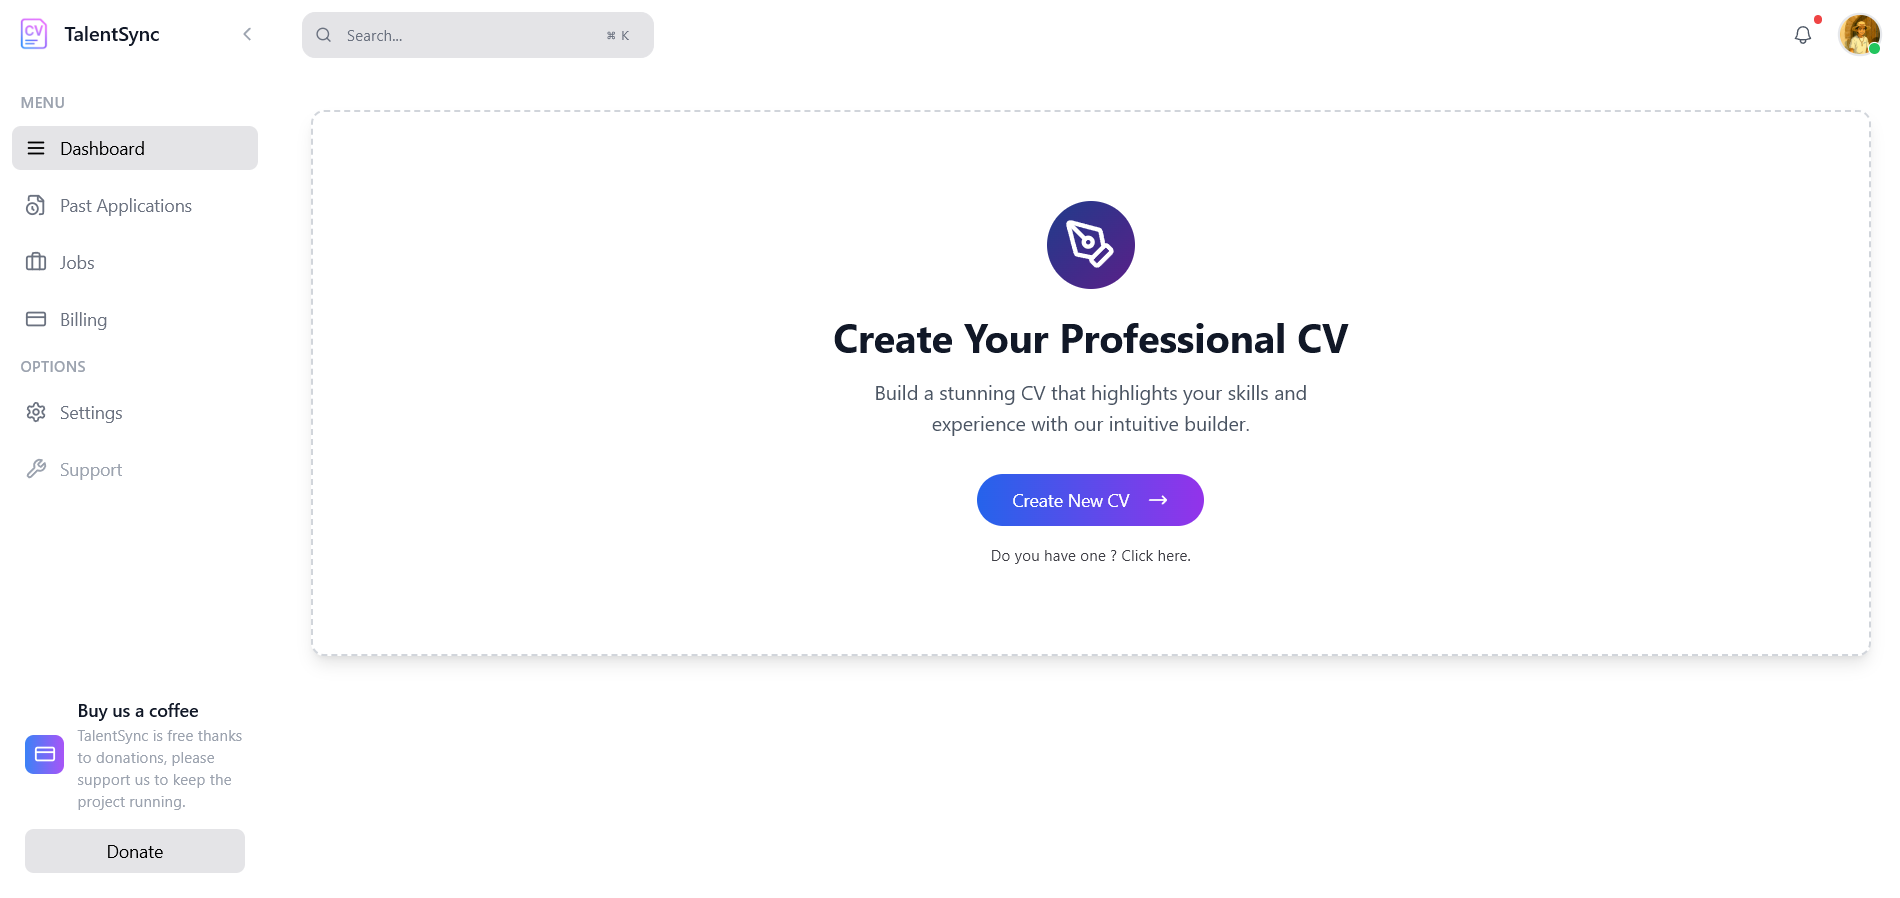 CV
TalentSync
Search...
⌘ K
MENU
Dashboard
Past Applications
Jobs
Billing
OPTIONS
Settings
Support
Create Your Professional CV
Build a stunning CV that highlights your skills and
experience with our intuitive builder.
Create New CV →
Do you have one ? Click here.
Buy us a coffee
TalentSync is free thanks
to donations, please
support us to keep the
project running.
Donate